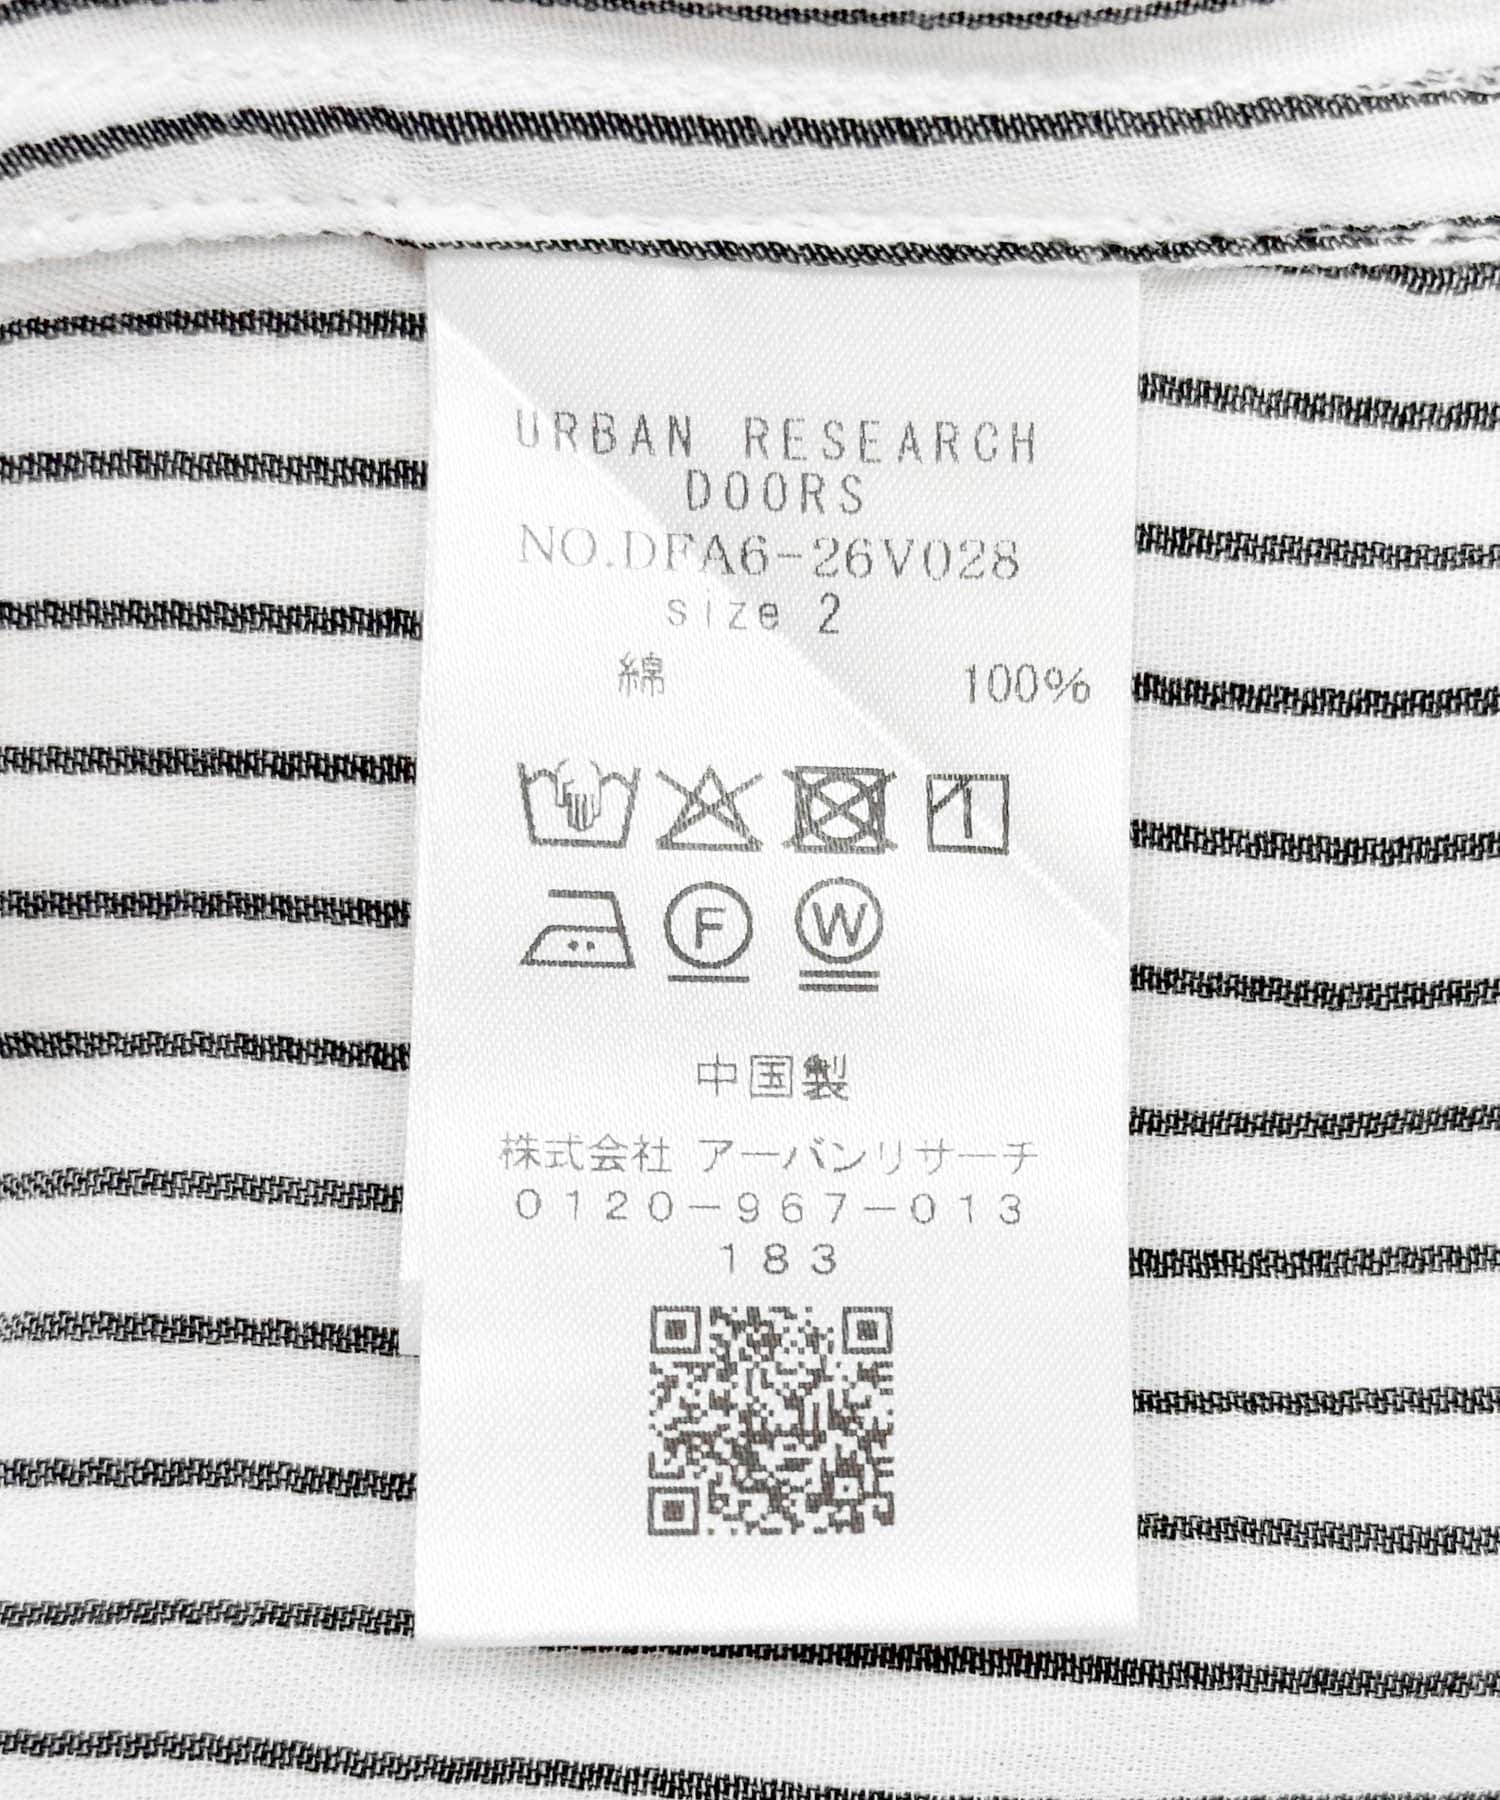 URBAN RESEARCH
DOORS
NO.DFA6-26V028
size 2
綿 100%
F W
中国製
株式会社 アーバンリサーチ
0120-967-013
183